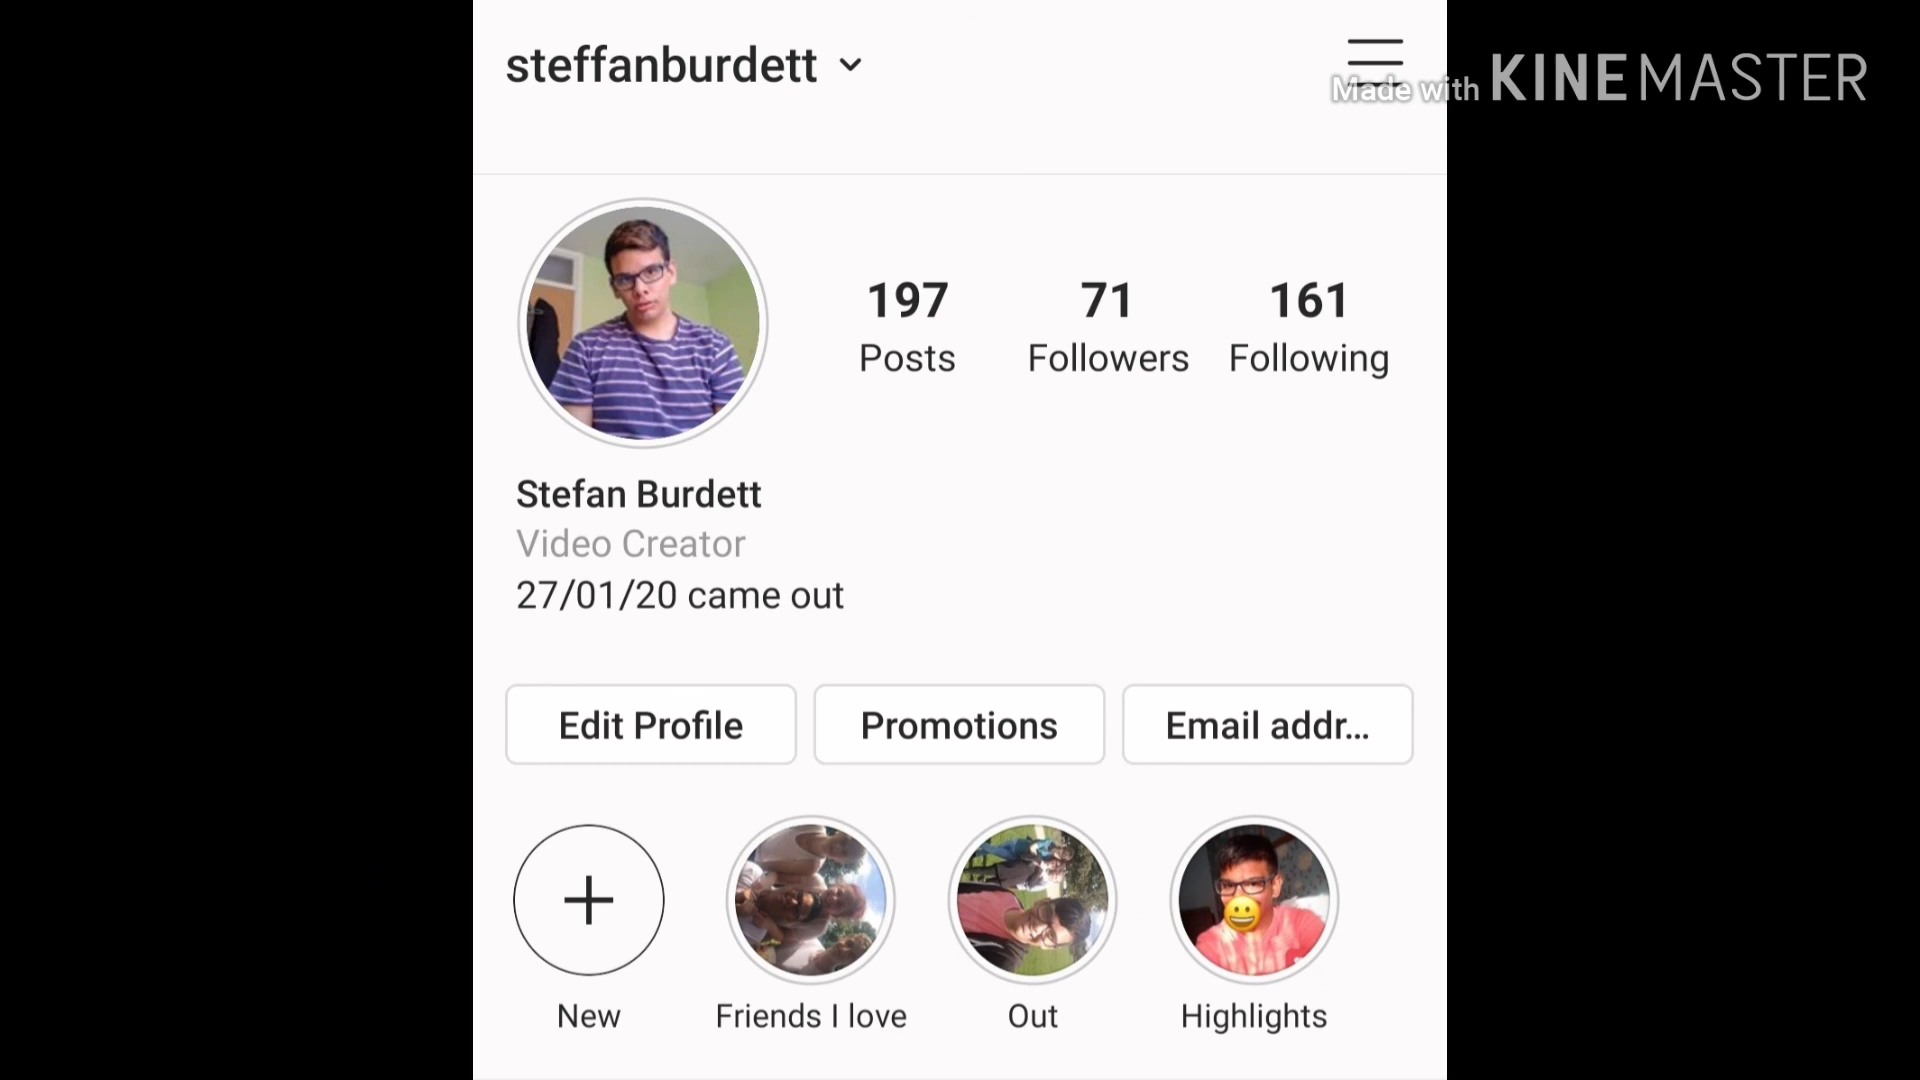 steffanburdett
Made with KINEMASTER
197 71 161
Posts Followers Following
Stefan Burdett
Video Creator
27/01/20 came out
Edit Profile Promotions Email addr...
New Friends I love Out Highlights